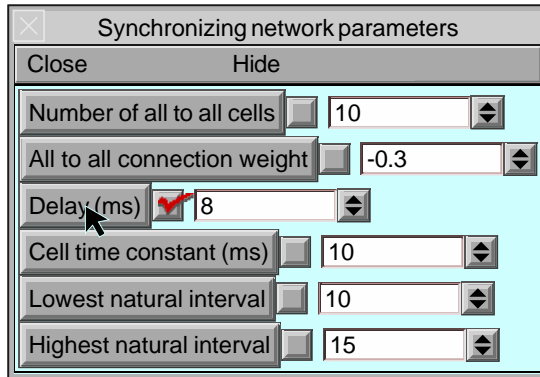 Synchronizing network parameters
Close Hide
Number of all to all cells 10
All to all connection weight -0.3
Delay (ms) 8
Cell time constant (ms) 10
Lowest natural interval 10
Highest natural interval 15